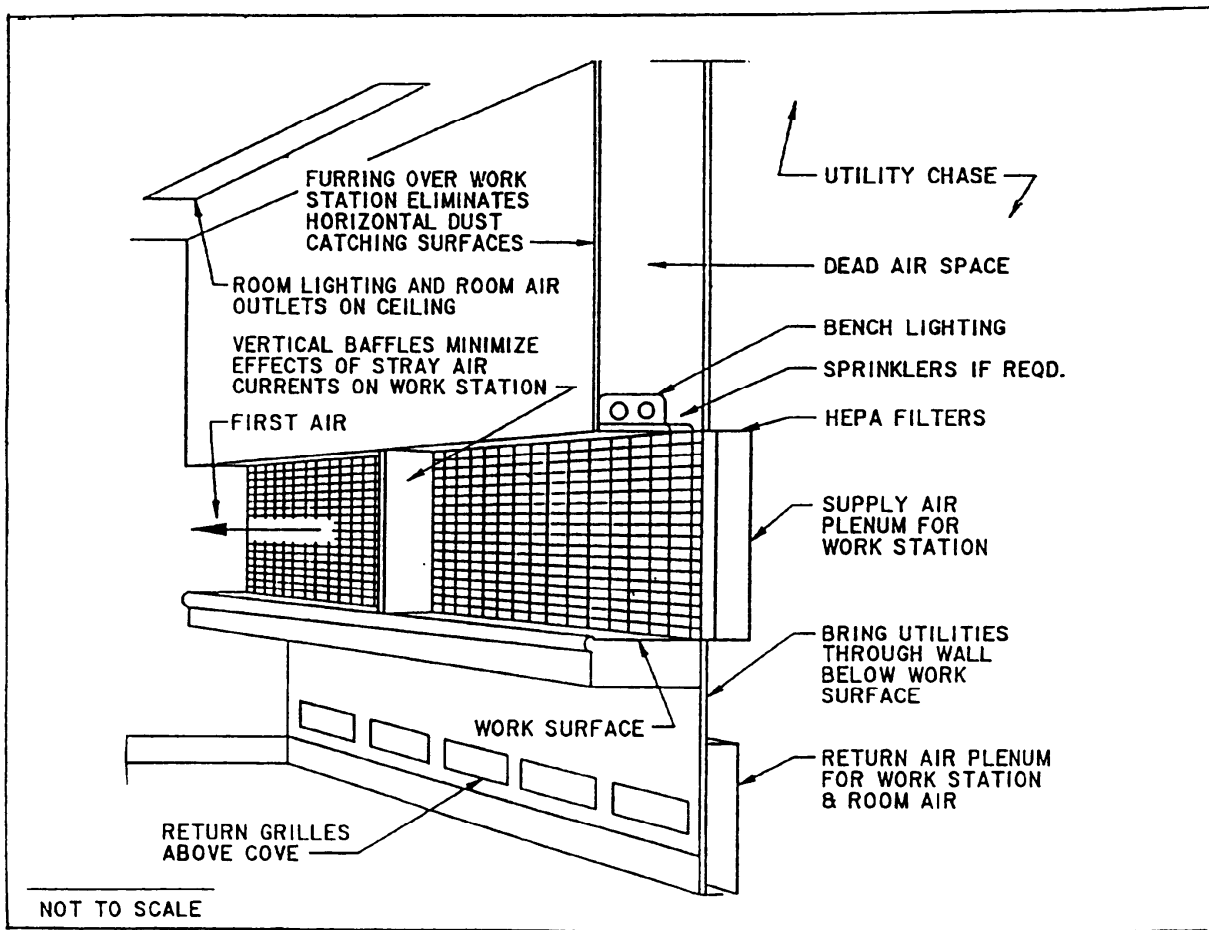 FURRING OVER WORK
STATION ELIMINATES
HORIZONTAL DUST
CATCHING SURFACES
ROOM LIGHTING AND ROOM AIR
OUTLETS ON CEILING
VERTICAL BAFFLES MINIMIZE
EFFECTS OF STRAY AIR
CURRENTS ON WORK STATION
FIRST AIR
UTILITY CHASE
DEAD AIR SPACE
BENCH LIGHTING
SPRINKLERS IF REQD.
HEPA FILTERS
SUPPLY AIR
PLENUM FOR
WORK STATION
BRING UTILITIES
THROUGH WALL
BELOW WORK
SURFACE
WORK SURFACE
RETURN AIR PLENUM
FOR WORK STATION
& ROOM AIR
RETURN GRILLES
ABOVE COVE
NOT TO SCALE